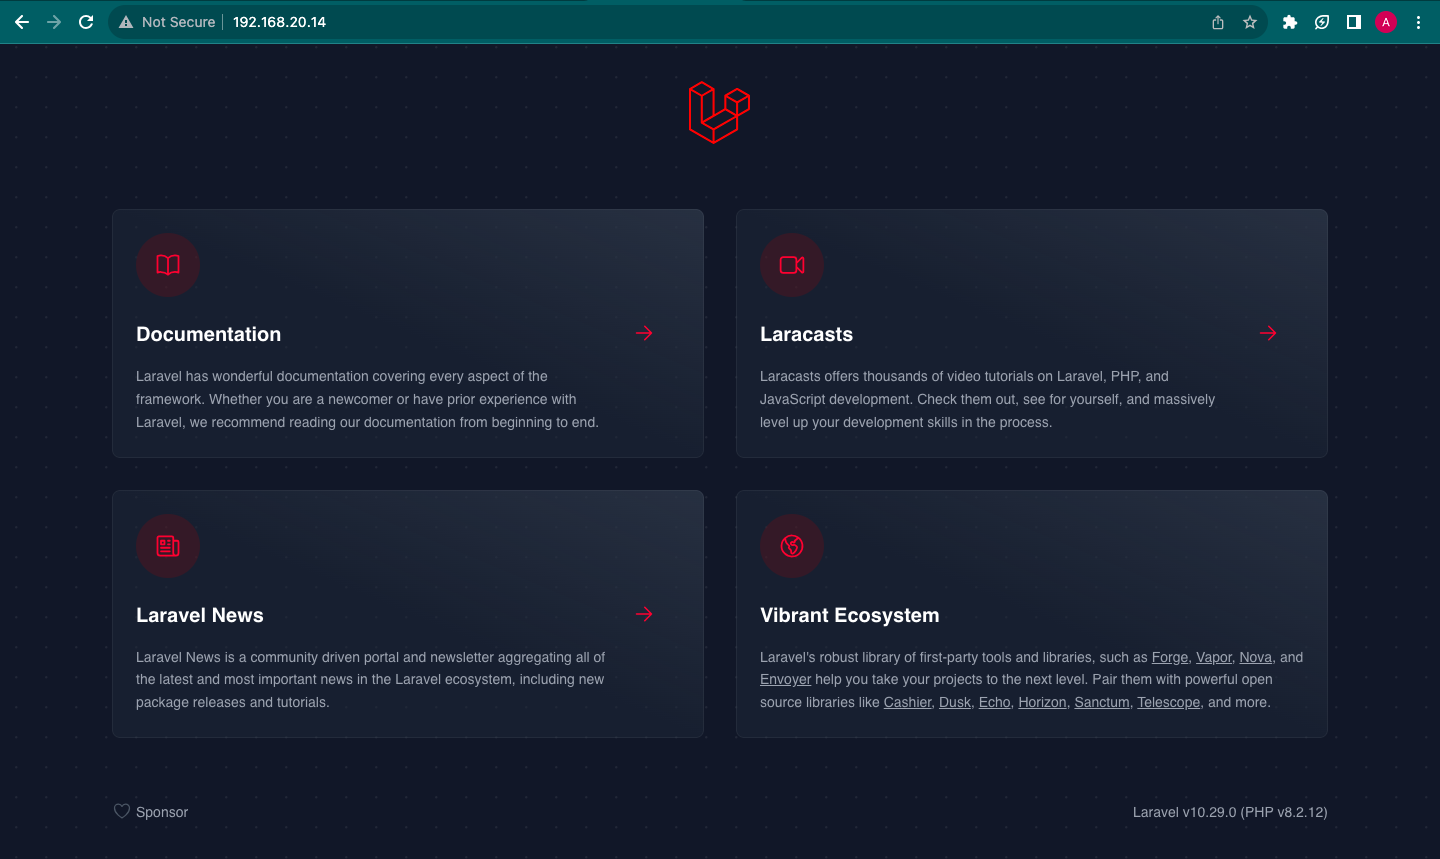 Not Secure 192.168.20.14
A
Documentation
Laravel has wonderful documentation covering every aspect of the
framework. Whether you are a newcomer or have prior experience with
Laravel, we recommend reading our documentation from beginning to end.
Laracasts
Laracasts offers thousands of video tutorials on Laravel, PHP, and
JavaScript development. Check them out, see for yourself, and massively
level up your development skills in the process.
Laravel News
Laravel News is a community driven portal and newsletter aggregating all of
the latest and most important news in the Laravel ecosystem, including new
package releases and tutorials.
Vibrant Ecosystem
Laravel's robust library of first-party tools and libraries, such as Forge, Vapor, Nova, and
Envoyer help you take your projects to the next level. Pair them with powerful open
source libraries like Cashier, Dusk, Echo, Horizon, Sanctum, Telescope, and more.
Sponsor
Laravel v10.29.0 (PHP v8.2.12)